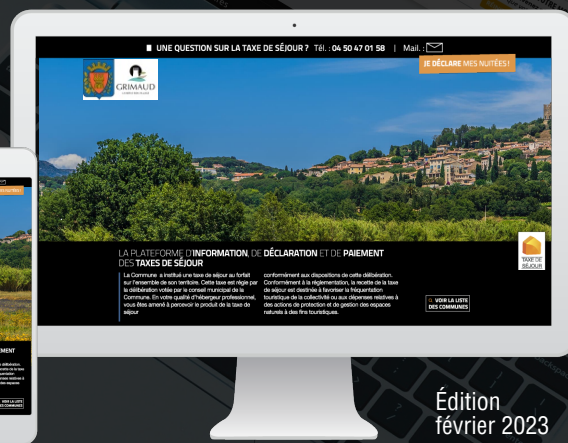 UNE QUESTION SUR LA TAXE DE SÉJOUR ? Tél. : 04 50 47 01 58 | Mail. :
JE DÉCLARE MES NUITÉES !
GRIMAUD
LA PLATEFORME D'INFORMATION, DE DÉCLARATION ET DE PAIEMENT
DES TAXES DE SÉJOUR
La Commune a institué une taxe de séjour au forfait
sur l'ensemble de son territoire. Cette taxe est régie par
la délibération votée par le conseil municipal de la
Commune. En votre qualité d'hébergeur professionnel,
vous êtes amené à percevoir le produit de la taxe de
séjour
conformément aux dispositions de cette délibération.
Conformément à la réglementation, la recette de la taxe
de séjour est destinée à favoriser la fréquentation
touristique de la collectivité ou aux dépenses relatives à
des actions de protection et de gestion des espaces
naturels à des fins touristiques.
TAXE DE
SÉJOUR
VOIR LA LISTE
DES COMMUNES
Édition
février 2023